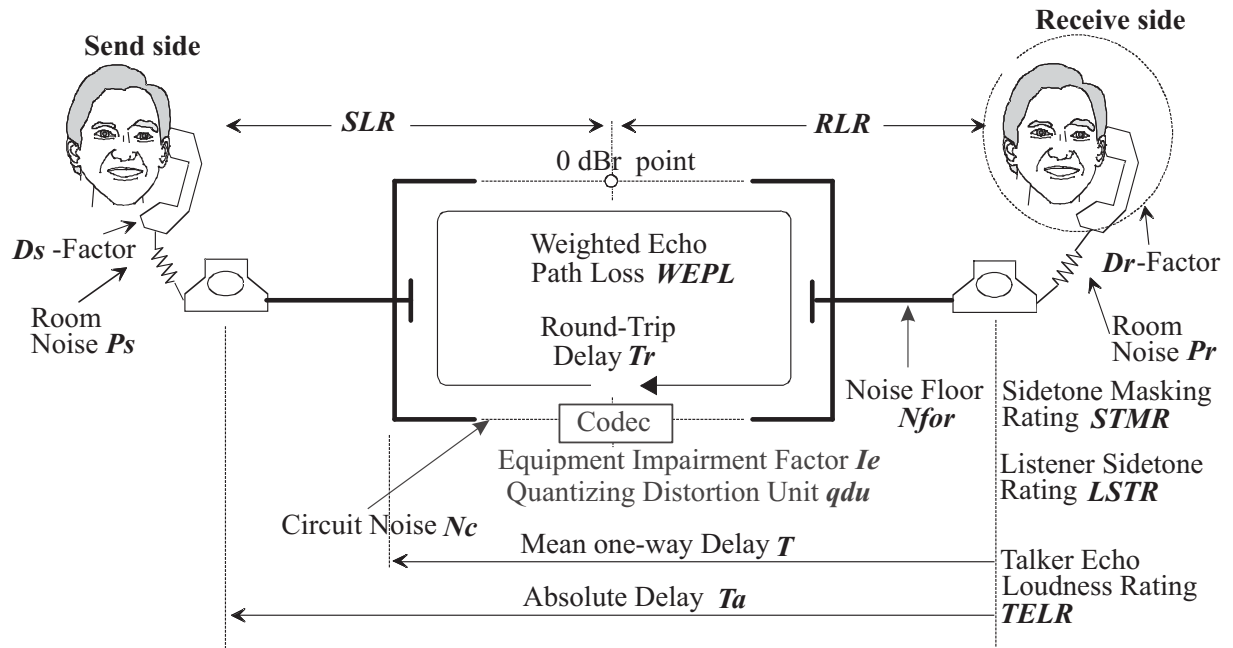 Send side
Receive side
SLR
RLR
0 dBr point
Weighted Echo
Path Loss WEPL
Ds -Factor
Dr-Factor
Room
Noise Ps
Room
Noise Pr
Round-Trip
Delay Tr
Noise Floor
Nfor
Sidetone Masking
Rating STMR
Codec
Equipment Impairment Factor Ie
Quantizing Distortion Unit qdu
Listener Sidetone
Rating LSTR
Circuit Noise Nc
Mean one-way Delay T
Talker Echo
Loudness Rating
TELR
Absolute Delay Ta